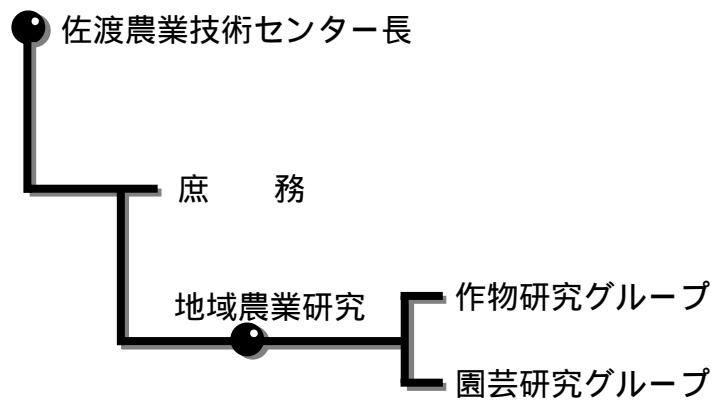 佐渡農業技術センター長
庶　　務
地域農業研究
作物研究グループ
園芸研究グループ